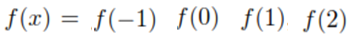 f(x) = f(−1) f(0) f(1) f(2)